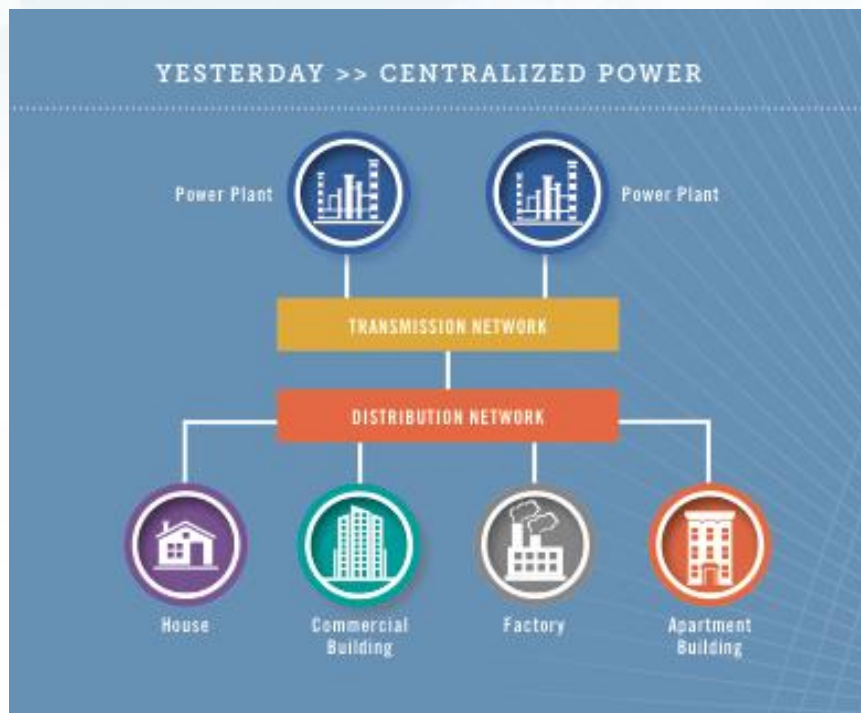 YESTERDAY >> CENTRALIZED POWER
Power Plant
Power Plant
TRANSMISSION NETWORK
DISTRIBUTION NETWORK
House
Commercial
Building
Factory
Apartment
Building